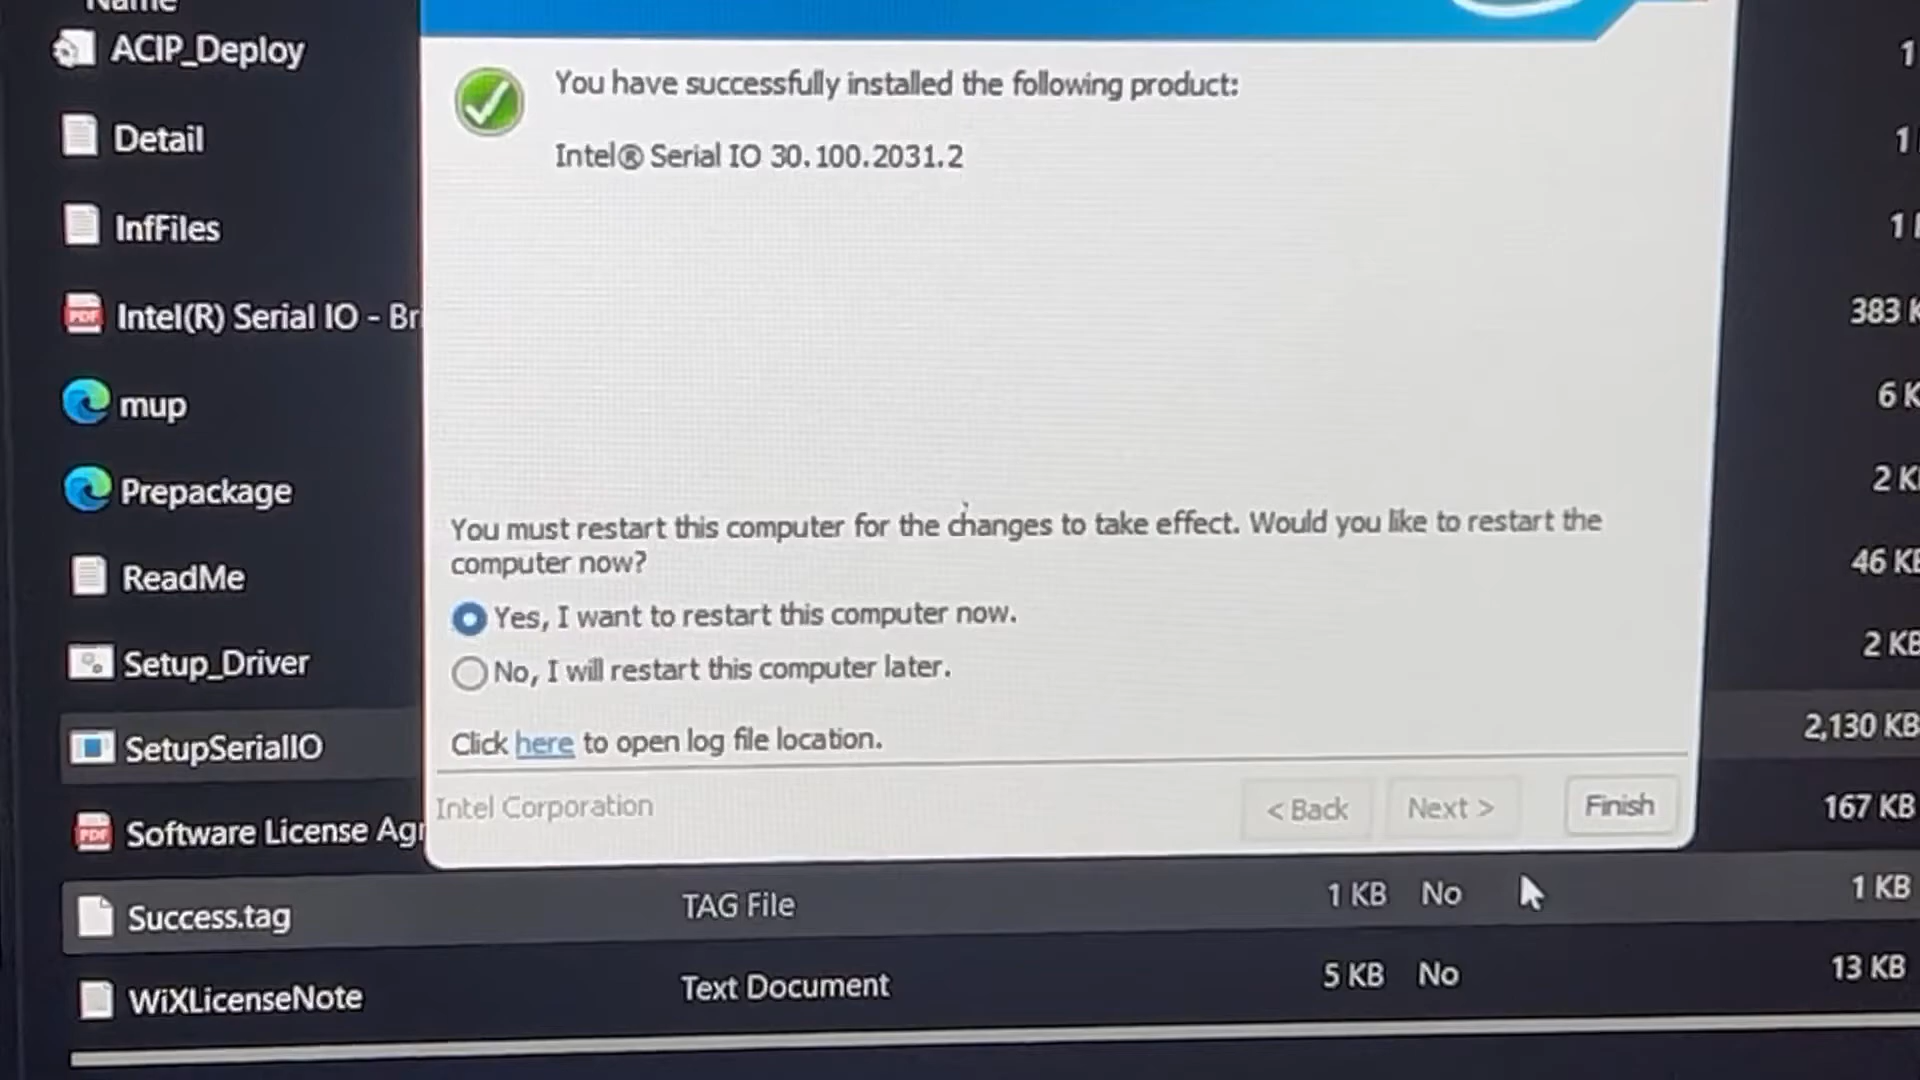 Name
ACIP_Deploy
1
Detail
1
InfFiles
1
Intel(R) Serial IO - Br
383 K
mup
6 K
Prepackage
2 K
ReadMe
46 KB
Setup_Driver
2 KB
SetupSerialIO
2,130 KB
Software License Agr
167 KB
Success.tag TAG File 1 KB No 1 KB
WiXLicenseNote Text Document 5 KB No 13 KB
You have successfully installed the following product:
Intel® Serial IO 30.100.2031.2
You must restart this computer for the changes to take effect. Would you like to restart the
computer now?
Yes, I want to restart this computer now.
No, I will restart this computer later.
Click here to open log file location.
Intel Corporation
< Back Next > Finish